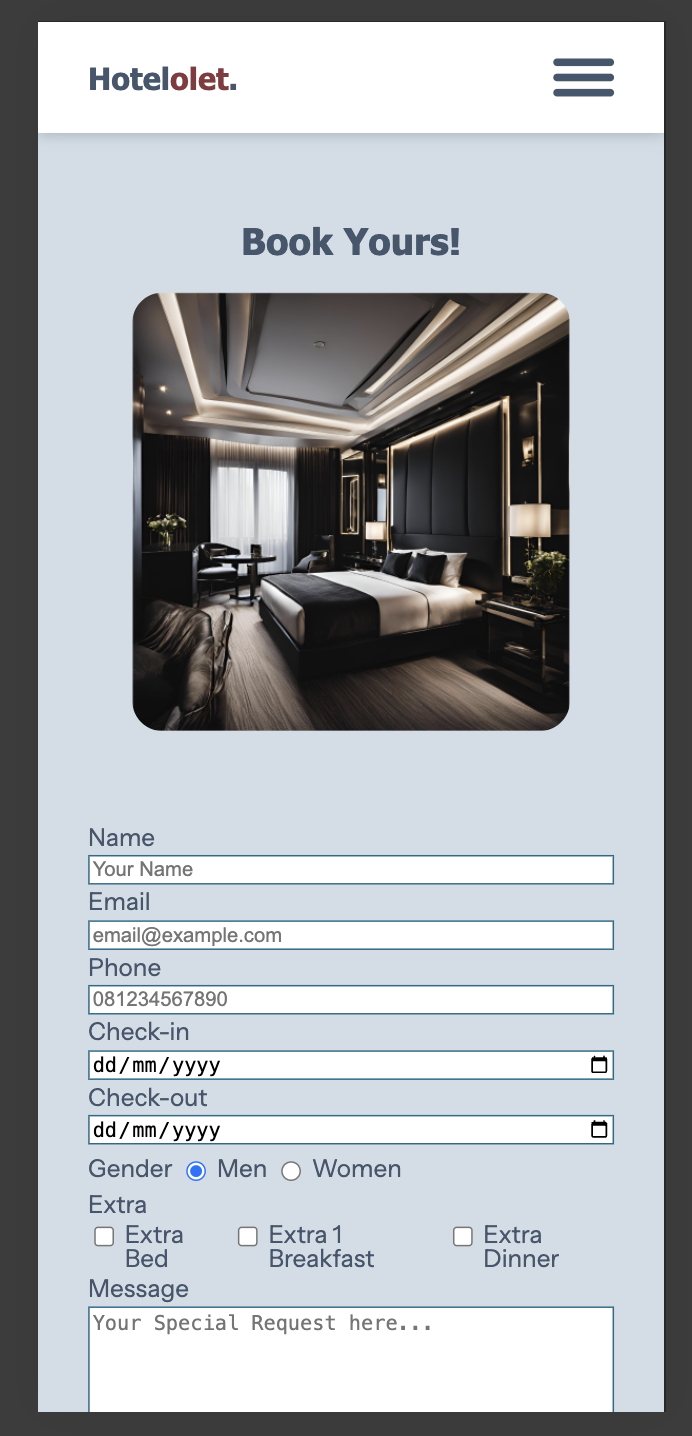 Hotelolet.
Book Yours!
Name
Your Name
Email
email@example.com
Phone
081234567890
Check-in
dd/mm/yyyy
Check-out
dd/mm/yyyy
Gender Men Women
Extra
Extra Bed
Extra 1 Breakfast
Extra Dinner
Message
Your Special Request here...